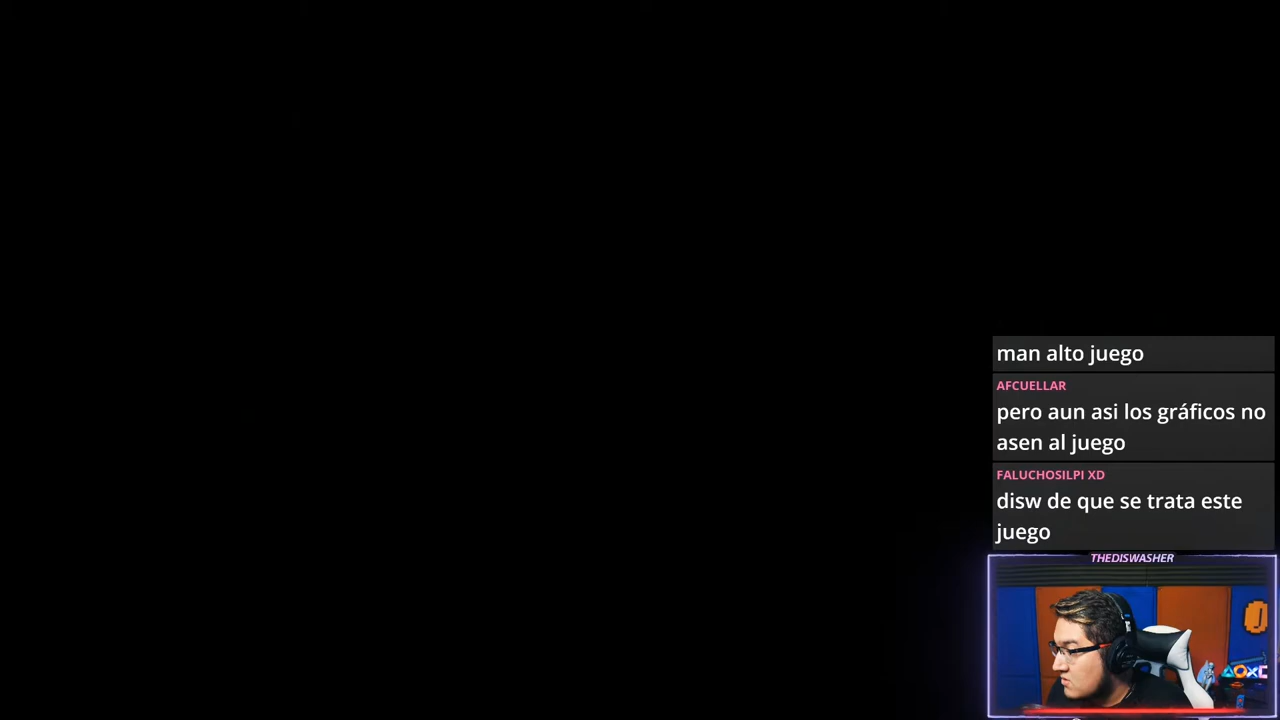 man alto juego
AFCUELLAR
pero aun asi los gráficos no
asen al juego
FALUCHOSILPI XD
disw de que se trata este
juego
THEDISWASHER